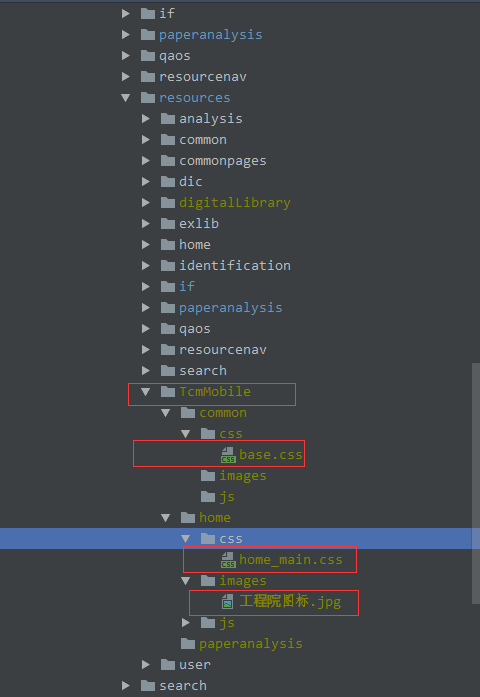 if
paperanalysis
qaos
resourcenav
resources
analysis
common
commonpages
dic
digitalLibrary
exlib
home
identification
if
paperanalysis
qaos
resourcenav
search
TcmMobile
common
css
base.css
images
js
home
css
home_main.css
images
工程院图标.jpg
js
paperanalysis
user
search